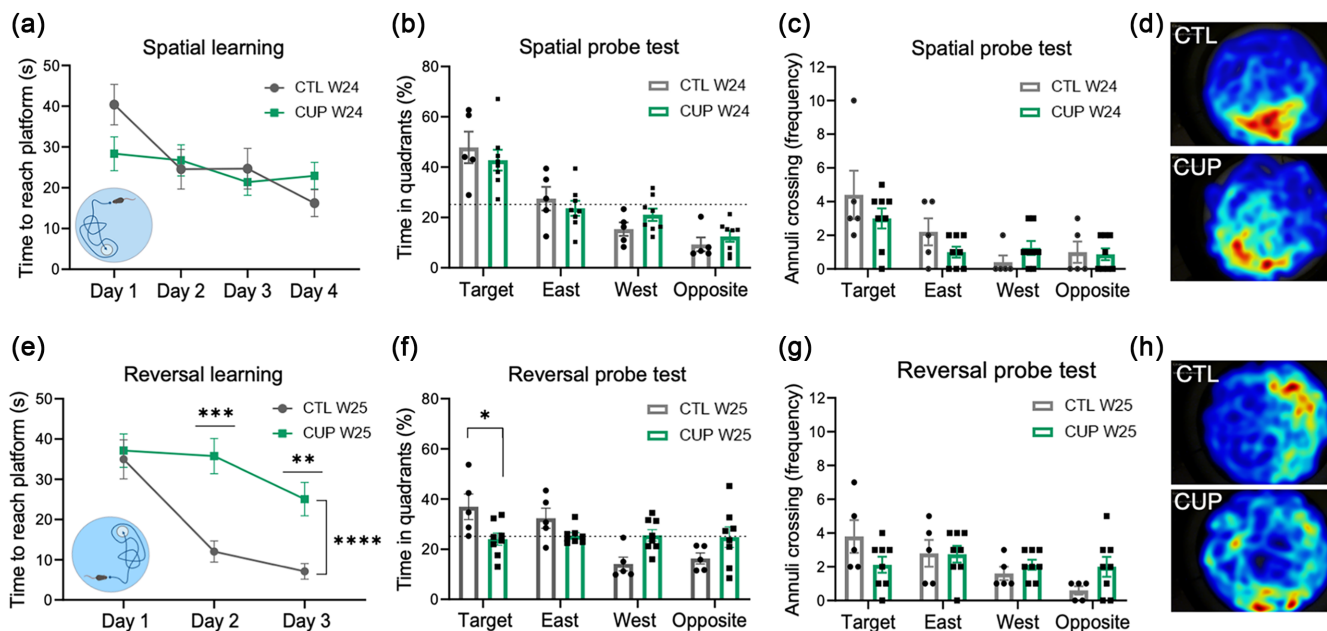 (a)
Spatial learning
Time to reach platform (s)
50
40
30
20
10
0
CTL W24
CUP W24
Day 1 Day 2 Day 3 Day 4
(b)
Spatial probe test
Time in quadrants (%)
80
60
40
20
0
CTL W24
CUP W24
Target East West Opposite
(c)
Spatial probe test
Annuli crossing (frequency)
12
10
8
6
4
2
0
CTL W24
CUP W24
Target East West Opposite
(d)
CTL
CUP
(e)
Reversal learning
Time to reach platform (s)
50
40
30
20
10
0
CTL W25
CUP W25
***
**
****
Day 1 Day 2 Day 3
(f)
Reversal probe test
Time in quadrants (%)
80
60
40
20
0
CTL W25
CUP W25
*
Target East West Opposite
(g)
Reversal probe test
Annuli crossing (frequency)
12
10
8
6
4
2
0
CTL W25
CUP W25
Target East West Opposite
(h)
CTL
CUP